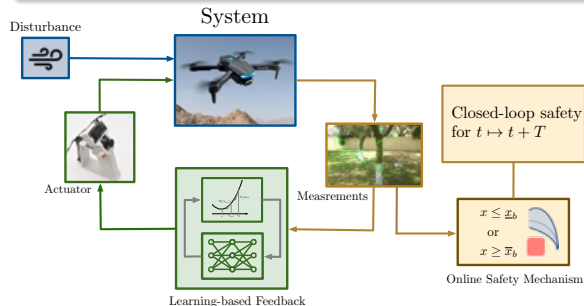 System
Disturbance
Closed-loop safety
for t ↦ t + T
Actuator
Measrements
x ≤ x̲_b
or
x ≥ x̅_b
Online Safety Mechanism
Learning-based Feedback